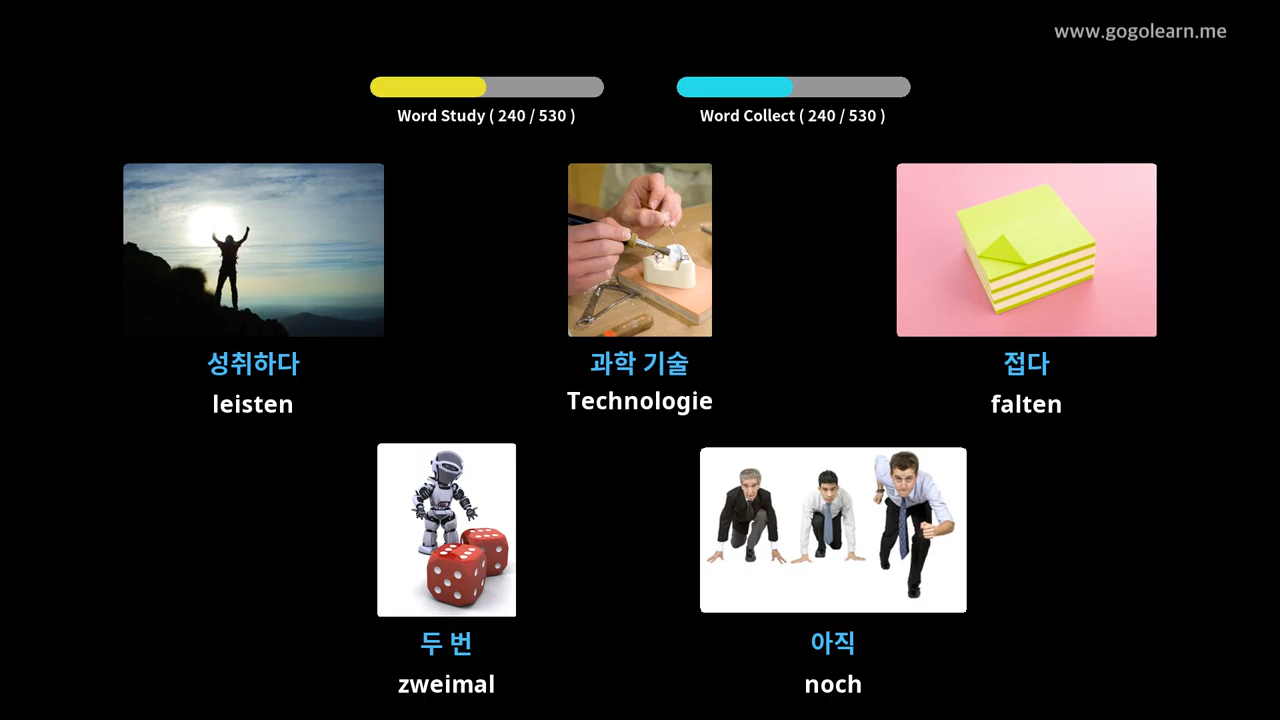 www.gogolearn.me
Word Study ( 240 / 530 )
Word Collect ( 240 / 530 )
성취하다
leisten
과학 기술
Technologie
접다
falten
두 번
zweimal
아직
noch